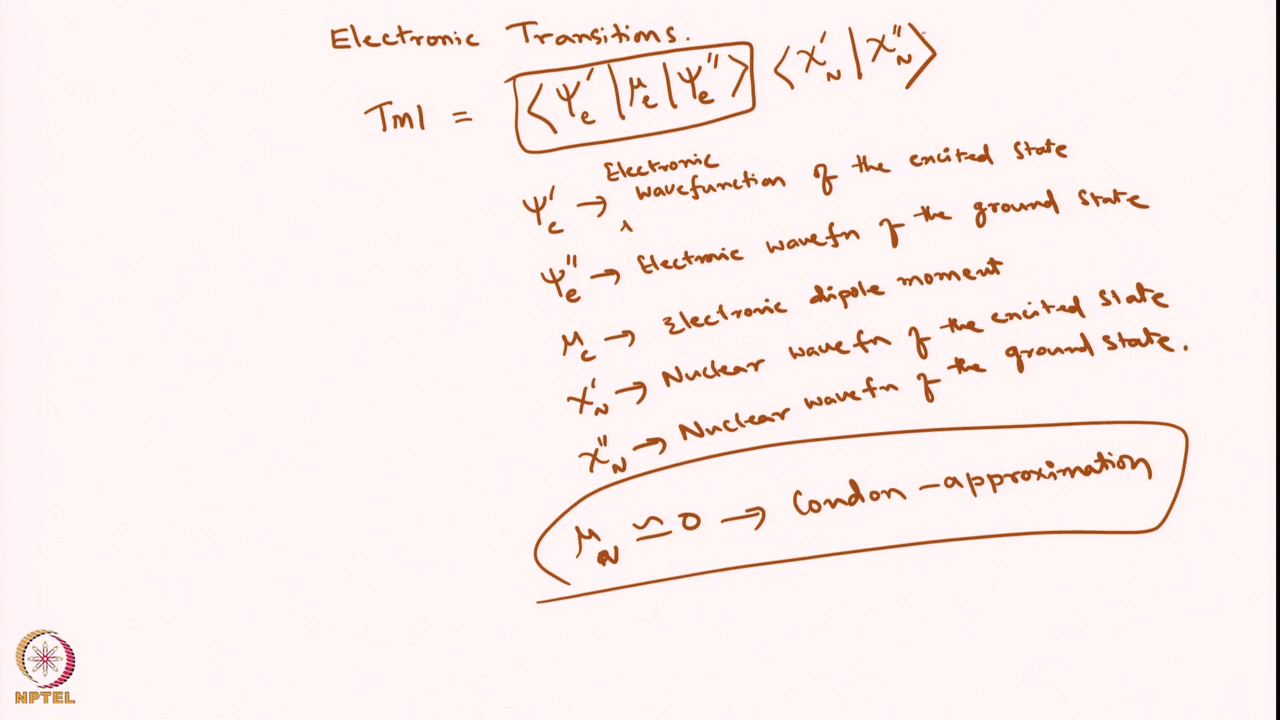 Electronic Transitions.
TMI = ⟨ψ'e | μe | ψ"e⟩ ⟨χ'N | χ"N⟩
ψ'e → Electronic wavefunction of the excited state
ψ"e → Electronic wavefn of the ground state
μe → Electronic dipole moment
χ'N → Nuclear wavefn of the excited state
χ"N → Nuclear wavefn of the ground state.
μN ≃ 0 → Condon-approximation
NPTEL